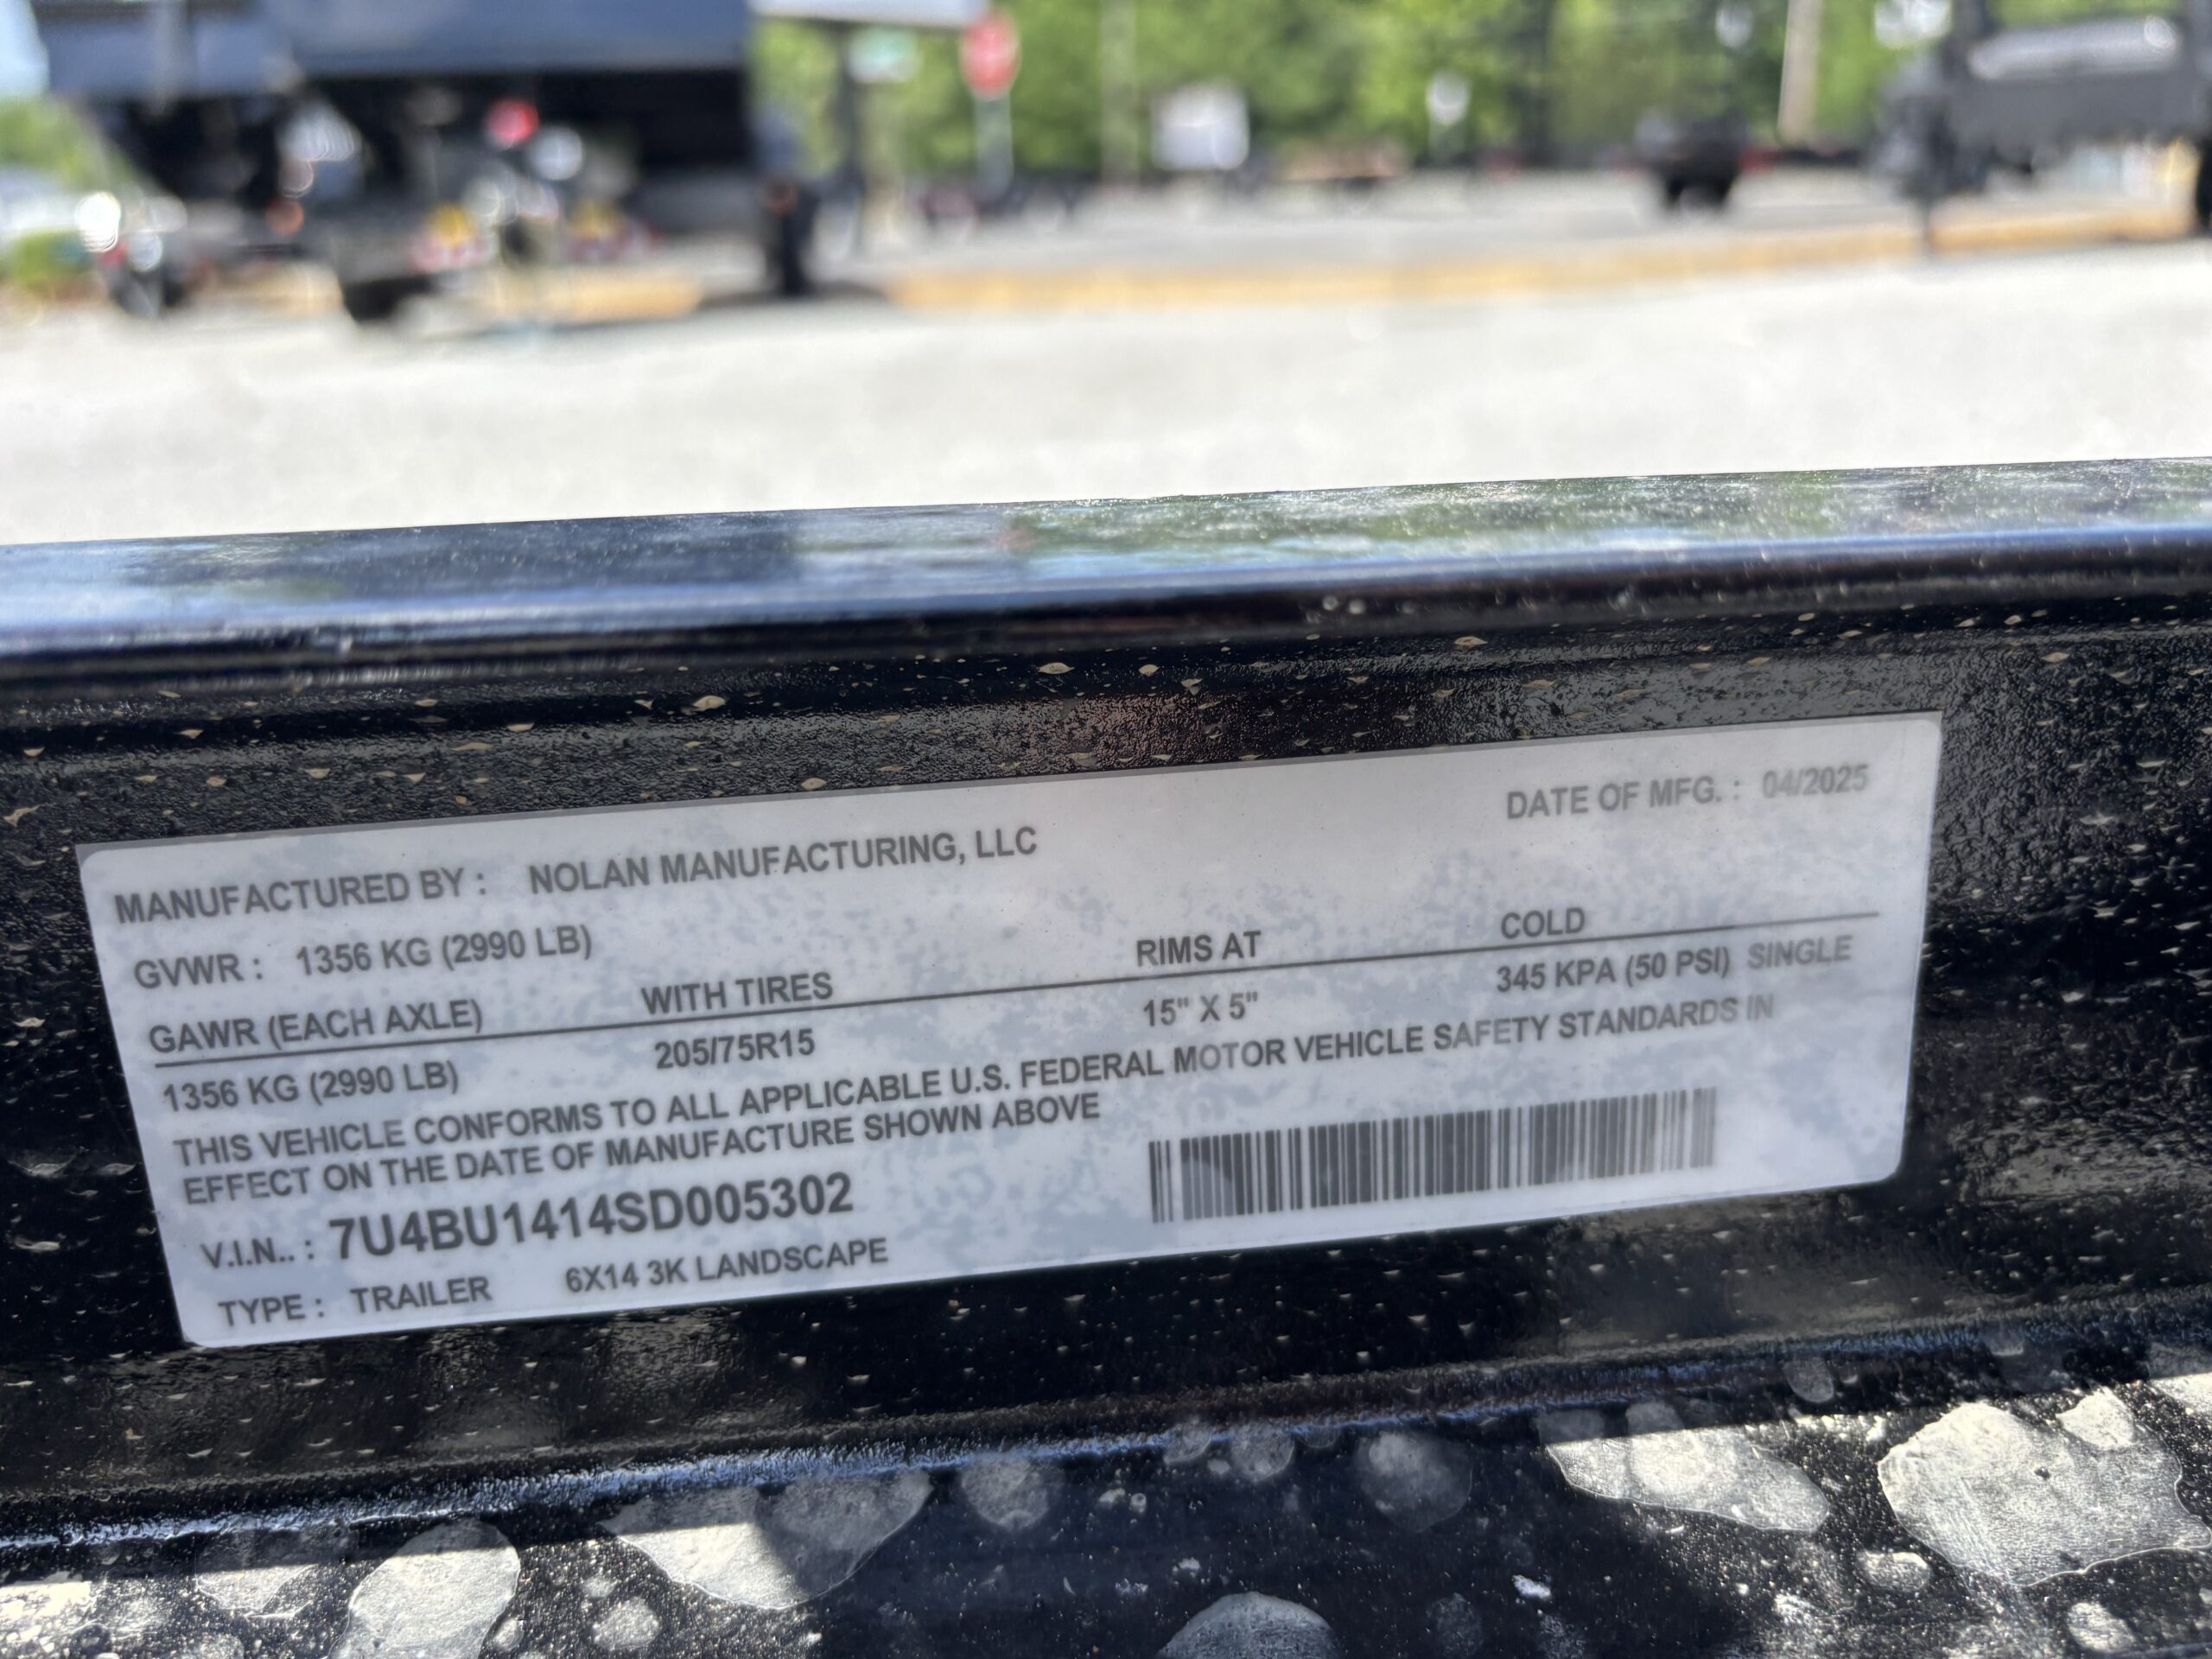 MANUFACTURED BY : NOLAN MANUFACTURING, LLC DATE OF MFG. : 04/2025
GVWR : 1356 KG (2990 LB)
GAWR (EACH AXLE) WITH TIRES RIMS AT COLD
1356 KG (2990 LB) 205/75R15 15" X 5" 345 KPA (50 PSI) SINGLE
THIS VEHICLE CONFORMS TO ALL APPLICABLE U.S. FEDERAL MOTOR VEHICLE SAFETY STANDARDS IN
EFFECT ON THE DATE OF MANUFACTURE SHOWN ABOVE
V.I.N.. : 7U4BU1414SD005302
TYPE : TRAILER 6X14 3K LANDSCAPE